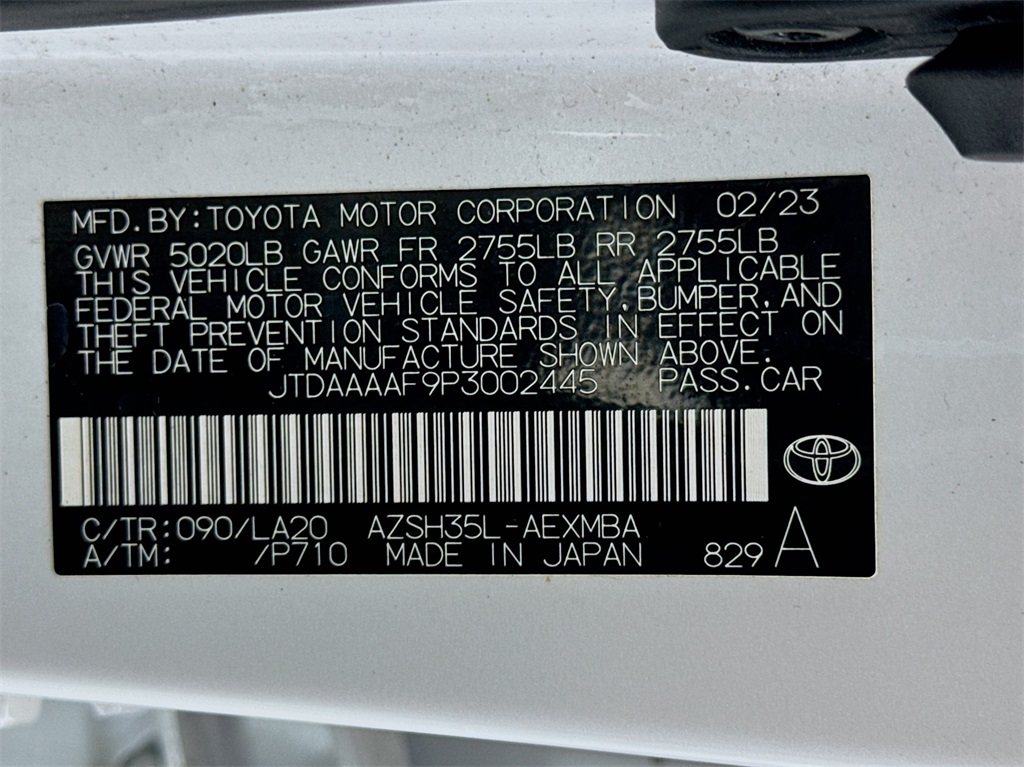 MFD.BY:TOYOTA MOTOR CORPORATION 02/23
GVWR 5020LB GAWR FR 2755LB RR 2755LB
THIS VEHICLE CONFORMS TO ALL APPLICABLE
FEDERAL MOTOR VEHICLE SAFETY,BUMPER,AND
THEFT PREVENTION STANDARDS IN EFFECT ON
THE DATE OF MANUFACTURE SHOWN ABOVE.
JTDAAAAF9P3002445 PASS.CAR
C/TR:090/LA20 AZSH35L-AEXMBA
A/TM: /P710 MADE IN JAPAN 829 A